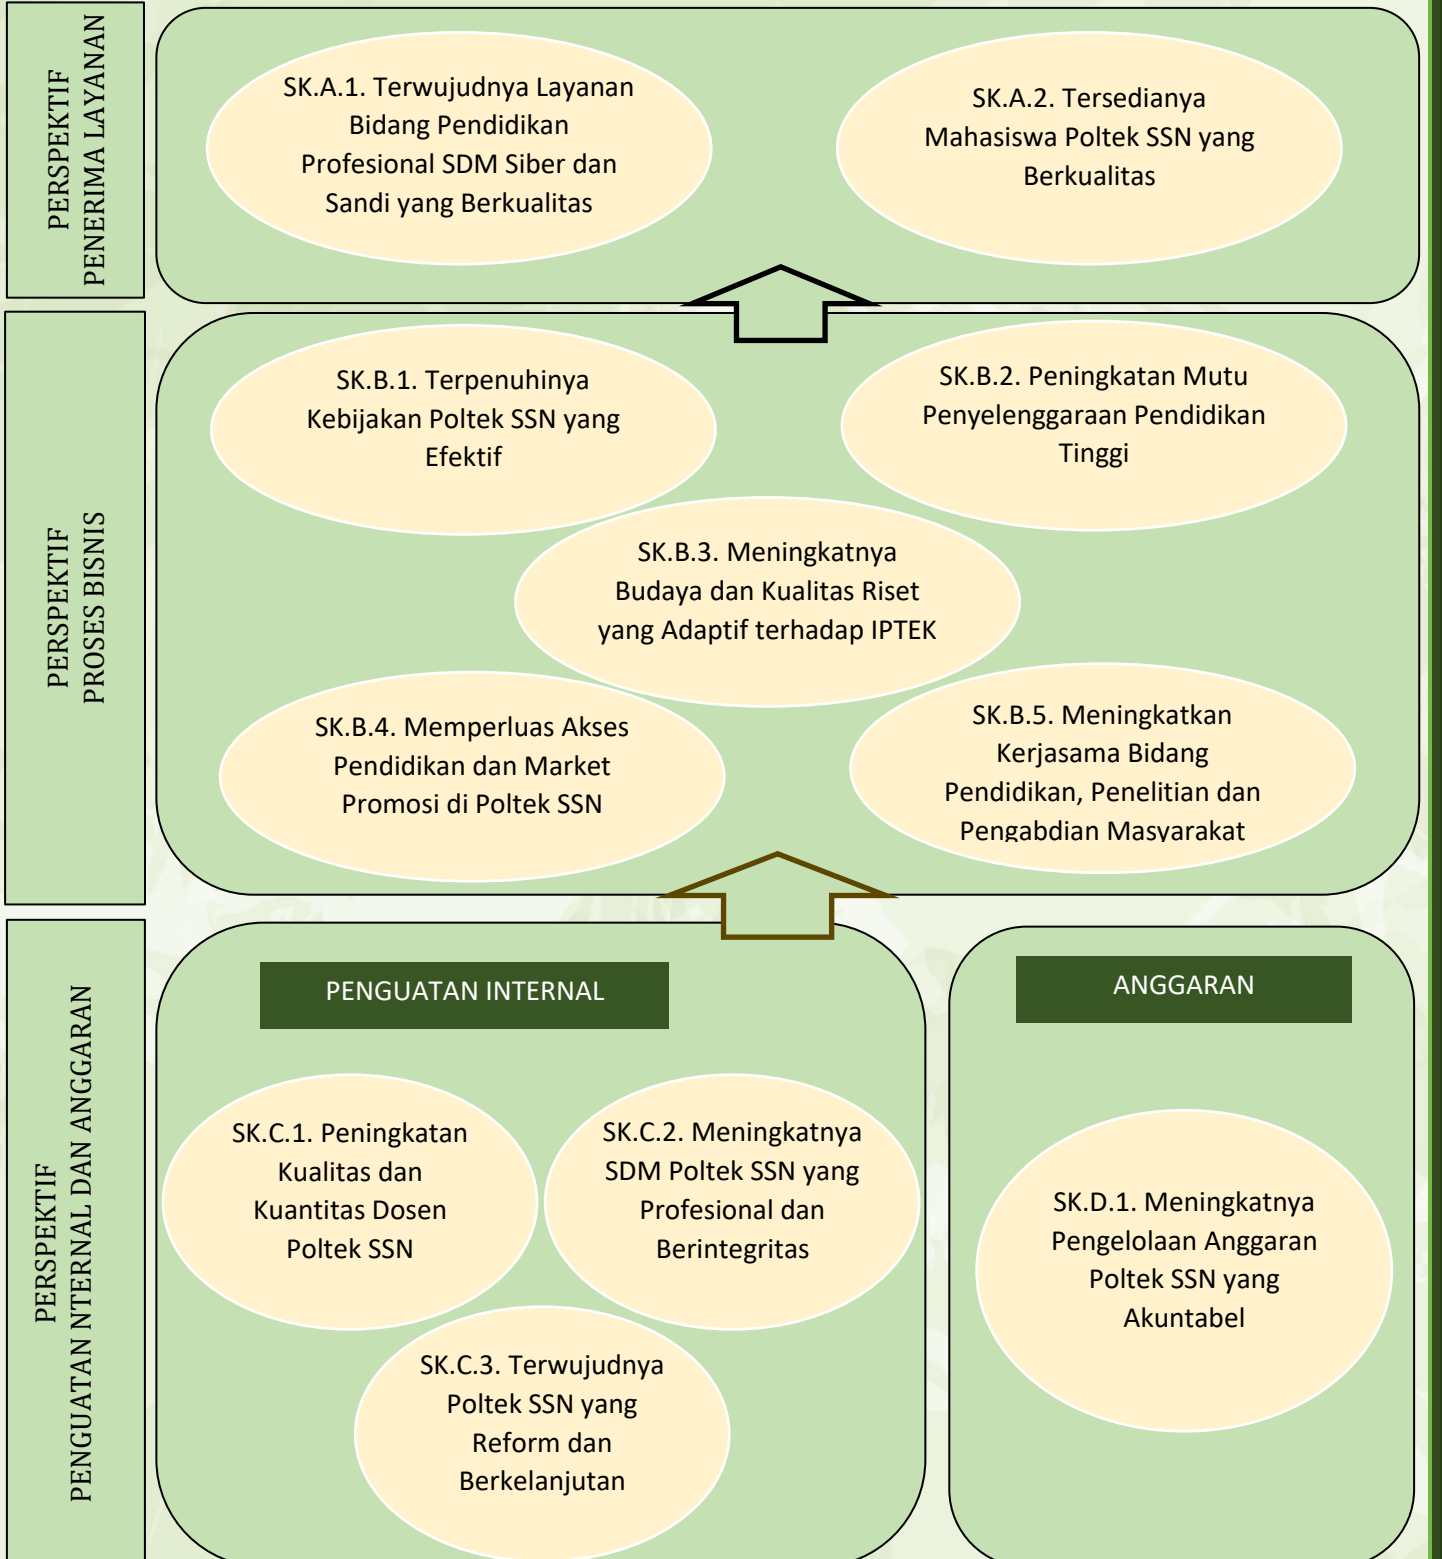 PERSPEKTIF
PENERIMA LAYANAN
SK.A.1. Terwujudnya Layanan
Bidang Pendidikan
Profesional SDM Siber dan
Sandi yang Berkualitas
SK.A.2. Tersedianya
Mahasiswa Poltek SSN yang
Berkualitas
PERSPEKTIF
PROSES BISNIS
SK.B.1. Terpenuhinya
Kebijakan Poltek SSN yang
Efektif
SK.B.2. Peningkatan Mutu
Penyelenggaraan Pendidikan
Tinggi
SK.B.3. Meningkatnya
Budaya dan Kualitas Riset
yang Adaptif terhadap IPTEK
SK.B.4. Memperluas Akses
Pendidikan dan Market
Promosi di Poltek SSN
SK.B.5. Meningkatkan
Kerjasama Bidang
Pendidikan, Penelitian dan
Pengabdian Masyarakat
PERSPEKTIF
PENGUATAN NTERNAL DAN ANGGARAN
PENGUATAN INTERNAL
SK.C.1. Peningkatan
Kualitas dan
Kuantitas Dosen
Poltek SSN
SK.C.2. Meningkatnya
SDM Poltek SSN yang
Profesional dan
Berintegritas
SK.C.3. Terwujudnya
Poltek SSN yang
Reform dan
Berkelanjutan
ANGGARAN
SK.D.1. Meningkatnya
Pengelolaan Anggaran
Poltek SSN yang
Akuntabel